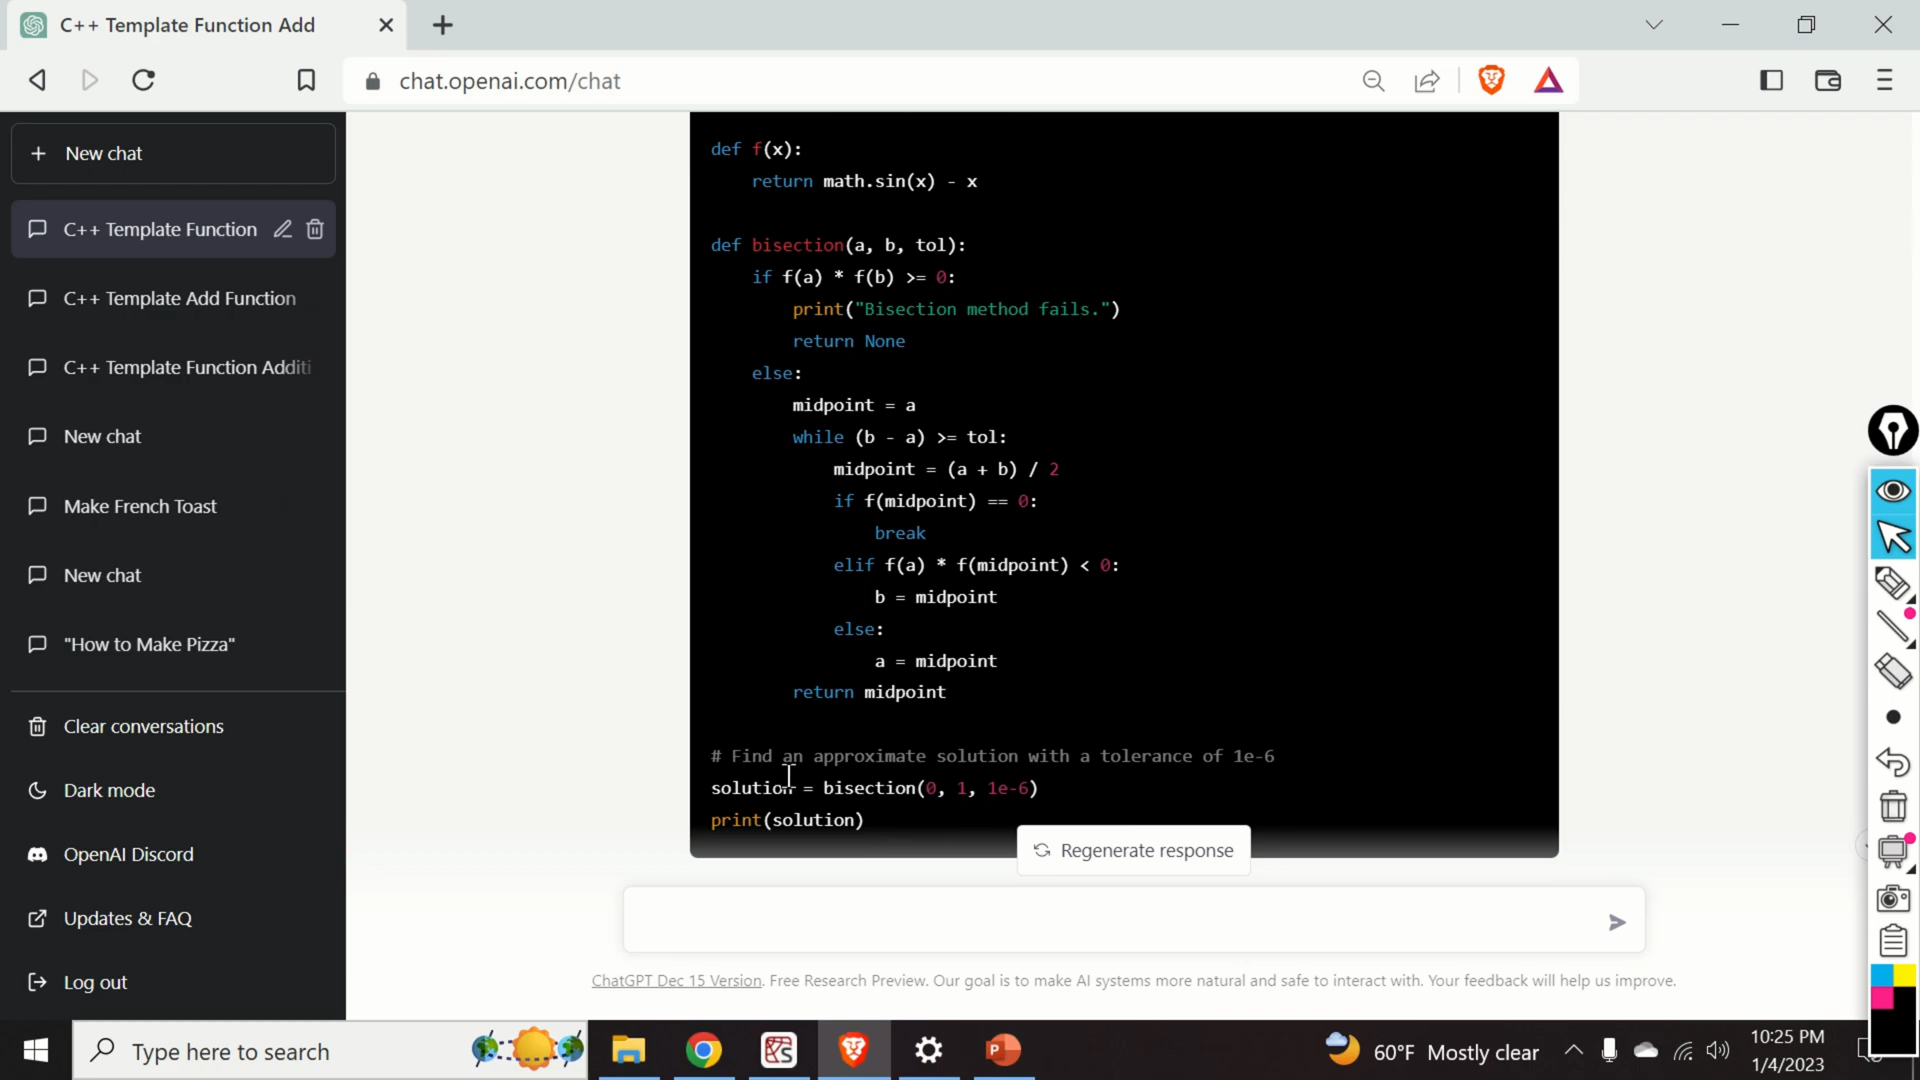 C++ Template Function Add
chat.openai.com/chat
New chat
C++ Template Function
C++ Template Add Function
C++ Template Function Additi
New chat
Make French Toast
New chat
"How to Make Pizza"
Clear conversations
Dark mode
OpenAI Discord
Updates & FAQ
Log out
def f(x):
    return math.sin(x) - x
def bisection(a, b, tol):
    if f(a) * f(b) >= 0:
        print("Bisection method fails.")
        return None
    else:
        midpoint = a
        while (b - a) >= tol:
            midpoint = (a + b) / 2
            if f(midpoint) == 0:
                break
            elif f(a) * f(midpoint) < 0:
                b = midpoint
            else:
                a = midpoint
        return midpoint
# Find an approximate solution with a tolerance of 1e-6
solution = bisection(0, 1, 1e-6)
print(solution)
Regenerate response
ChatGPT Dec 15 Version. Free Research Preview. Our goal is to make AI systems more natural and safe to interact with. Your feedback will help us improve.
Type here to search
60°F Mostly clear
10:25 PM
1/4/2023